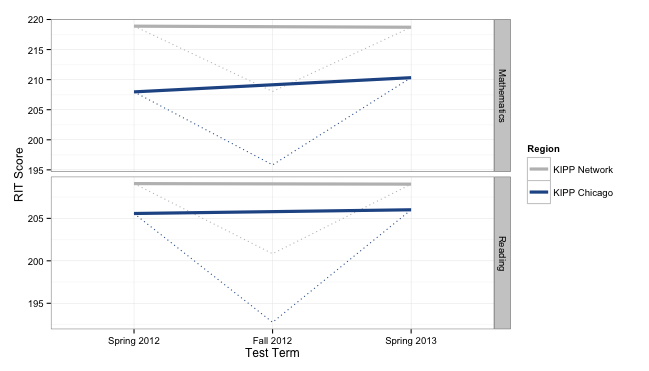 220
215
210
205
200
195
Mathematics
205
200
195
Reading
RIT Score
Spring 2012
Fall 2012
Spring 2013
Test Term
Region
KIPP Network
KIPP Chicago